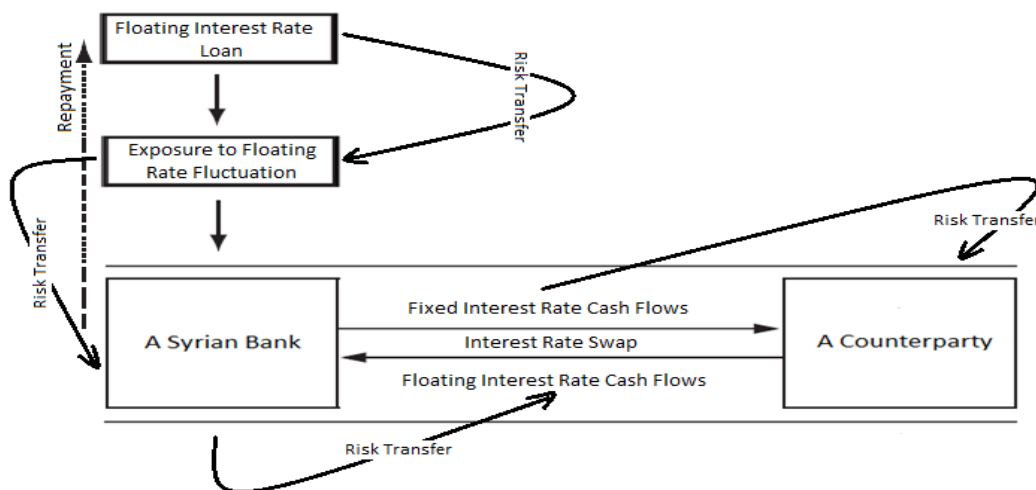 Floating Interest Rate
Loan
Repayment
Risk Transfer
Exposure to Floating
Rate Fluctuation
Risk Transfer
Risk Transfer
Fixed Interest Rate Cash Flows
A Syrian Bank
Interest Rate Swap
A Counterparty
Floating Interest Rate Cash Flows
Risk Transfer